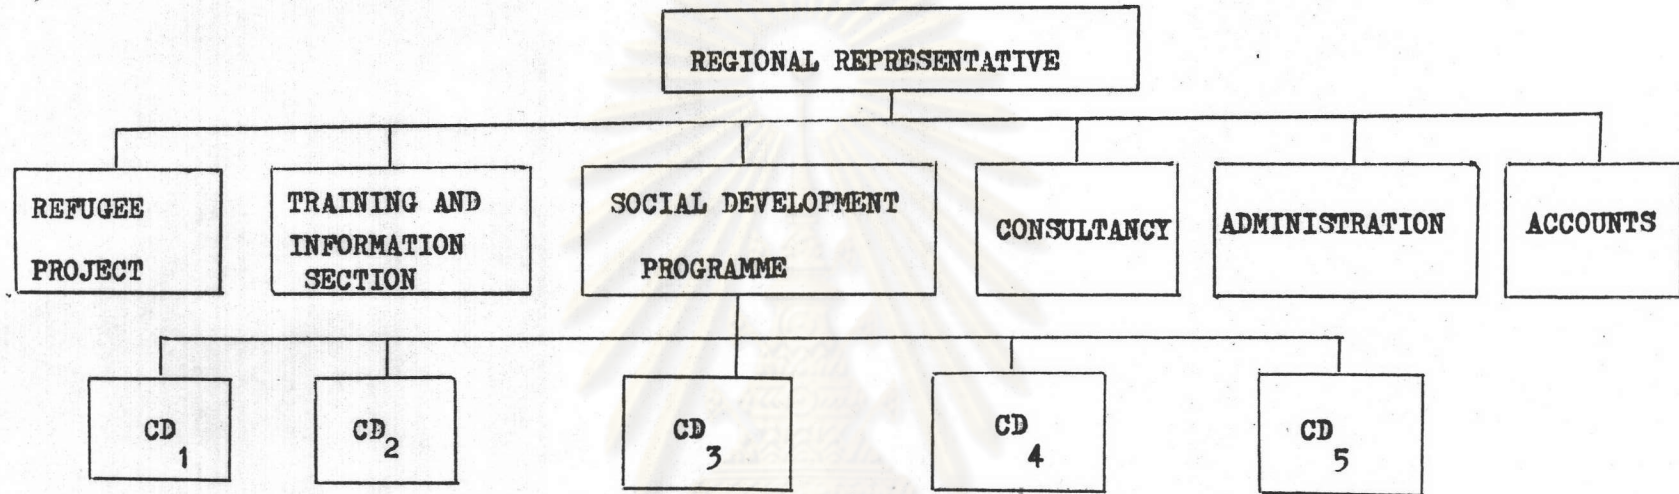 REGIONAL REPRESENTATIVE
REFUGEE
PROJECT
TRAINING AND
INFORMATION
SECTION
SOCIAL DEVELOPMENT
PROGRAMME
CONSULTANCY
ADMINISTRATION
ACCOUNTS
CD 1
CD 2
CD 3
CD 4
CD 5